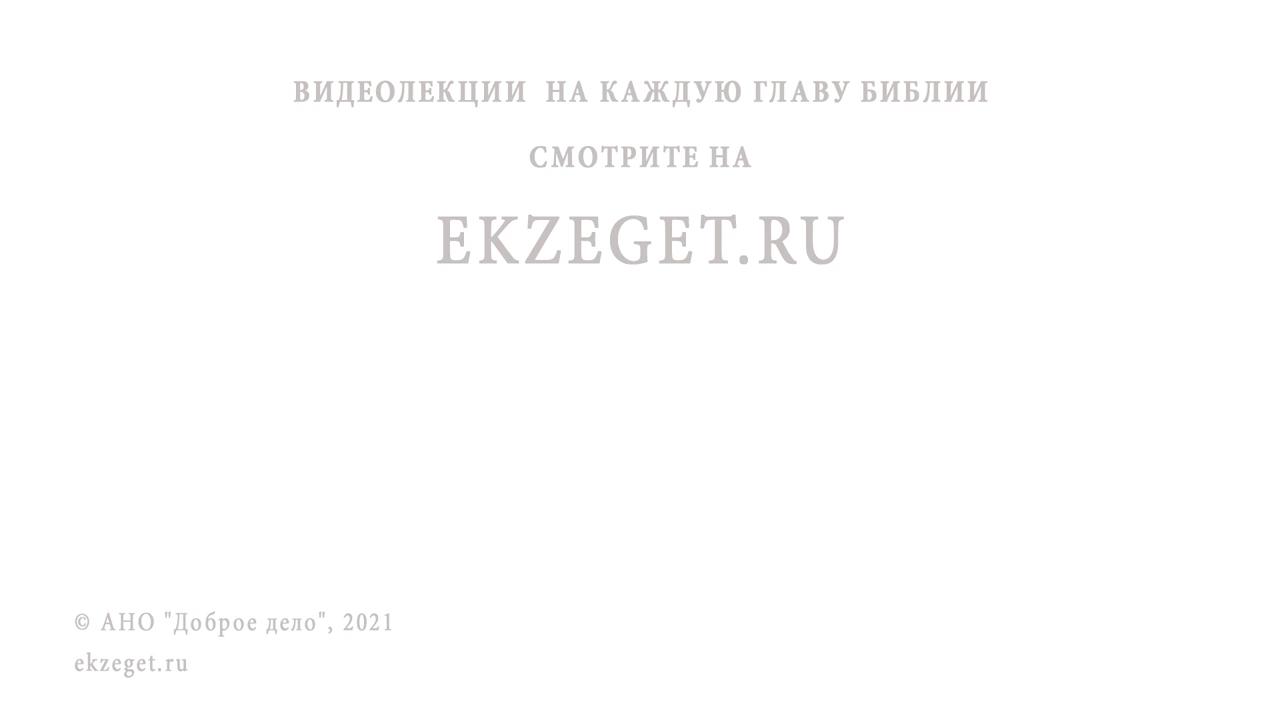 ВИДЕОЛЕКЦИИ НА КАЖДУЮ ГЛАВУ БИБЛИИ
СМОТРИТЕ НА
EKZEGET.RU
© АНО "Доброе дело", 2021
ekzeget.ru